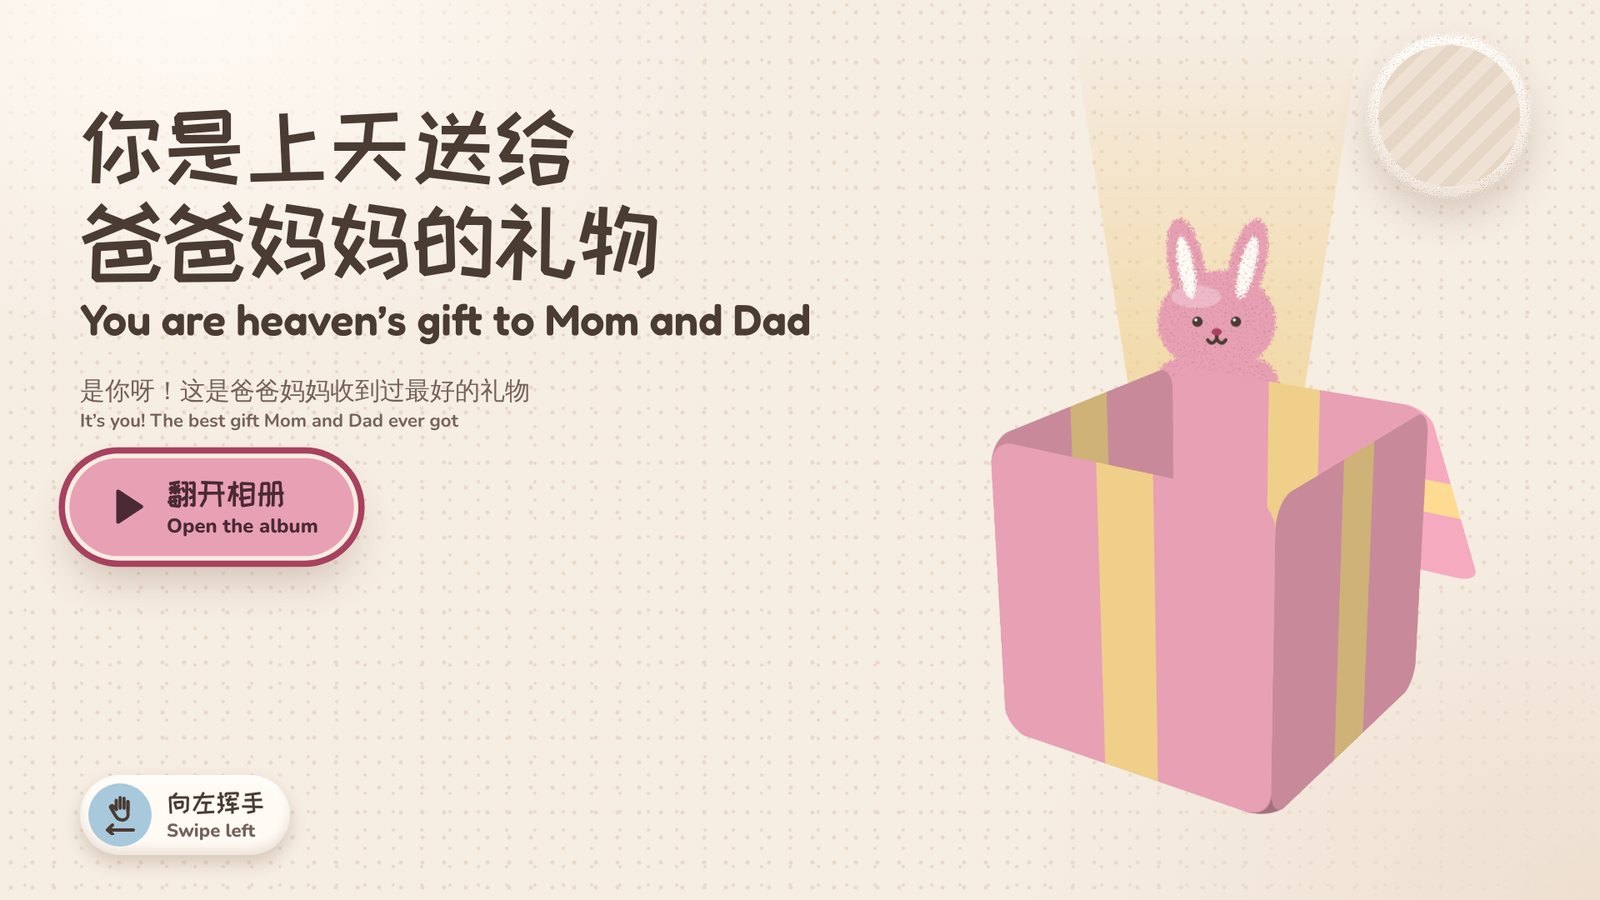 你是上天送给
爸爸妈妈的礼物
You are heaven’s gift to Mom and Dad
是你呀！这是爸爸妈妈收到过最好的礼物
It’s you! The best gift Mom and Dad ever got
翻开相册
Open the album
向左挥手
Swipe left